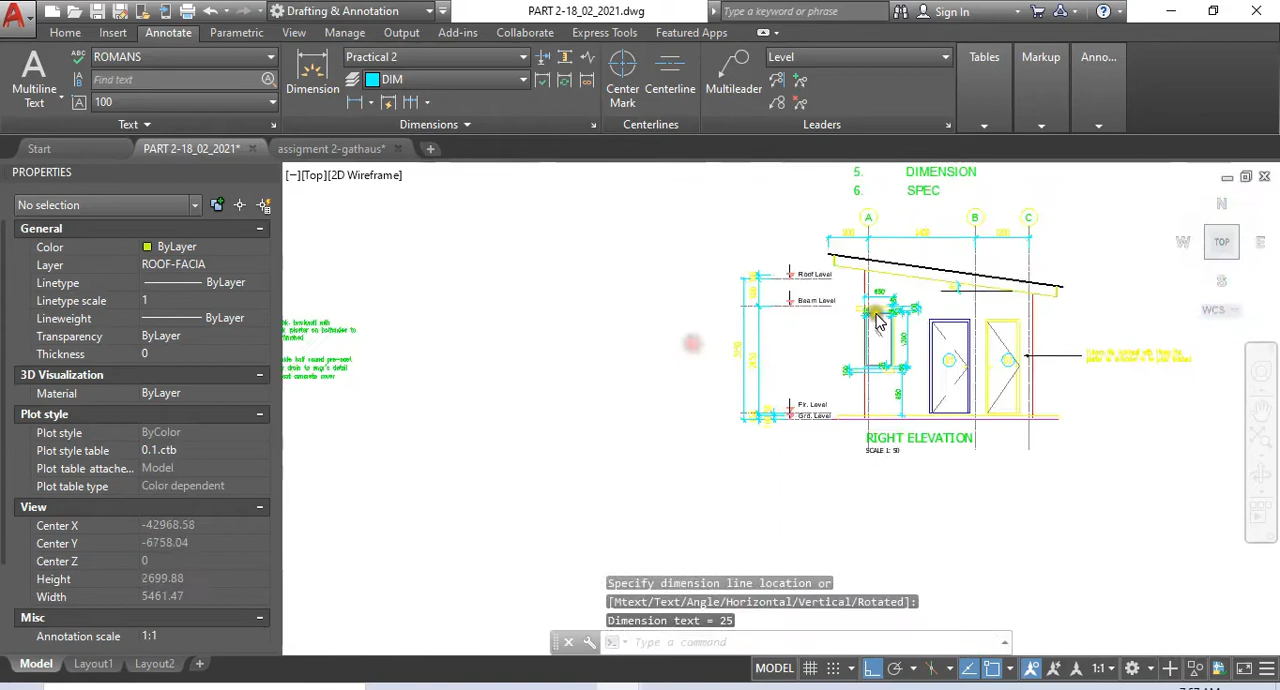 Drafting & Annotation
PART 2-18_02_2021.dwg
Type a keyword or phrase
Sign In
Home Insert Annotate Parametric View Manage Output Add-ins Collaborate Express Tools Featured Apps
Multiline Text
ROMANS
Find text
100
Text
Dimension
Practical 2
DIM
Dimensions
Center Mark
Centerline
Centerlines
Multileader
Level
Leaders
Tables
Markup
Anno...
Start
PART 2-18_02_2021*
assigment 2-gathaus*
PROPERTIES
No selection
General
Color ByLayer
Layer ROOF-FACIA
Linetype ByLayer
Linetype scale 1
Lineweight ByLayer
Transparency ByLayer
Thickness 0
3D Visualization
Material ByLayer
Plot style
Plot style ByColor
Plot style table 0.1.ctb
Plot table attache... Model
Plot table type Color dependent
View
Center X -42968.58
Center Y -6758.04
Center Z 0
Height 2699.88
Width 5461.47
Misc
Annotation scale 1:1
[−][Top][2D Wireframe]
5. DIMENSION
6. SPEC
A B C
Roof Level
Beam Level
650
650
Flr. Level
Grd. Level
RIGHT ELEVATION
SCALE 1: 50
N
W TOP E
S
WCS
Specify dimension line location or
[Mtext/Text/Angle/Horizontal/Vertical/Rotated]:
Dimension text = 25
Type a command
Model Layout1 Layout2
MODEL
1:1